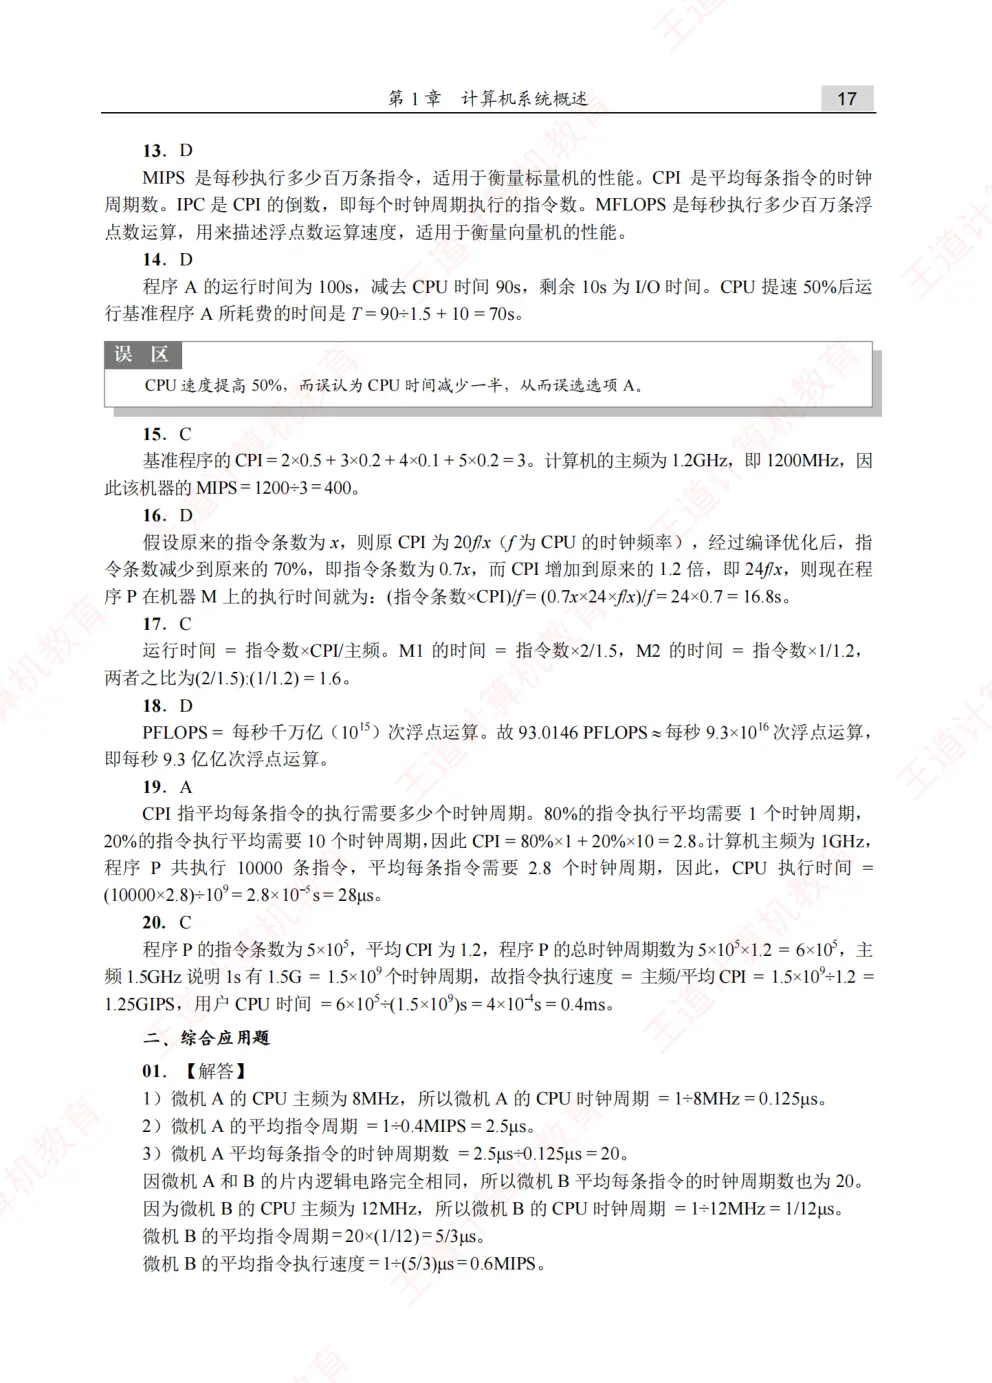 第 1 章 计算机系统概述 17
13．D
MIPS 是每秒执行多少百万条指令，适用于衡量标量机的性能。CPI 是平均每条指令的时钟
周期数。IPC 是 CPI 的倒数，即每个时钟周期执行的指令数。MFLOPS 是每秒执行多少百万条浮
点数运算，用来描述浮点数运算速度，适用于衡量向量机的性能。
14．D
程序 A 的运行时间为 100s，减去 CPU 时间 90s，剩余 10s 为 I/O 时间。CPU 提速 50%后运
行基准程序 A 所耗费的时间是 T = 90÷1.5 + 10 = 70s。
误 区
CPU 速度提高 50%，而误认为 CPU 时间减少一半，从而误选选项 A。
15．C
基准程序的 CPI = 2×0.5 + 3×0.2 + 4×0.1 + 5×0.2 = 3。计算机的主频为 1.2GHz，即 1200MHz，因
此该机器的 MIPS = 1200÷3 = 400。
16．D
假设原来的指令条数为 x，则原 CPI 为 20f/x（f 为 CPU 的时钟频率），经过编译优化后，指
令条数减少到原来的 70%，即指令条数为 0.7x，而 CPI 增加到原来的 1.2 倍，即 24f/x，则现在程
序 P 在机器 M 上的执行时间就为：(指令条数×CPI)/f = (0.7x×24×f/x)/f = 24×0.7 = 16.8s。
17．C
运行时间 = 指令数×CPI/主频。M1 的时间 = 指令数×2/1.5，M2 的时间 = 指令数×1/1.2，
两者之比为(2/1.5):(1/1.2) = 1.6。
18．D
PFLOPS = 每秒千万亿（10¹⁵）次浮点运算。故 93.0146 PFLOPS ≈ 每秒 9.3×10¹⁶ 次浮点运算，
即每秒 9.3 亿亿次浮点运算。
19．A
CPI 指平均每条指令的执行需要多少个时钟周期。80%的指令执行平均需要 1 个时钟周期，
20%的指令执行平均需要 10 个时钟周期，因此 CPI = 80%×1 + 20%×10 = 2.8。计算机主频为 1GHz，
程序 P 共执行 10000 条指令，平均每条指令需要 2.8 个时钟周期，因此，CPU 执行时间 =
(10000×2.8)÷10⁹ = 2.8×10⁻⁵ s = 28μs。
20．C
程序 P 的指令条数为 5×10⁵，平均 CPI 为 1.2，程序 P 的总时钟周期数为 5×10⁵×1.2 = 6×10⁵，主
频 1.5GHz 说明 1s 有 1.5G = 1.5×10⁹ 个时钟周期，故指令执行速度 = 主频/平均 CPI = 1.5×10⁹÷1.2 =
1.25GIPS，用户 CPU 时间 = 6×10⁵÷(1.5×10⁹)s = 4×10⁻⁴s = 0.4ms。
二、综合应用题
01．【解答】
1）微机 A 的 CPU 主频为 8MHz，所以微机 A 的 CPU 时钟周期 = 1÷8MHz = 0.125μs。
2）微机 A 的平均指令周期 = 1÷0.4MIPS = 2.5μs。
3）微机 A 平均每条指令的时钟周期数 = 2.5μs÷0.125μs = 20。
因微机 A 和 B 的片内逻辑电路完全相同，所以微机 B 平均每条指令的时钟周期数也为 20。
因为微机 B 的 CPU 主频为 12MHz，所以微机 B 的 CPU 时钟周期 = 1÷12MHz = 1/12μs。
微机 B 的平均指令周期 = 20×(1/12) = 5/3μs。
微机 B 的平均指令执行速度 = 1÷(5/3)μs = 0.6MIPS。